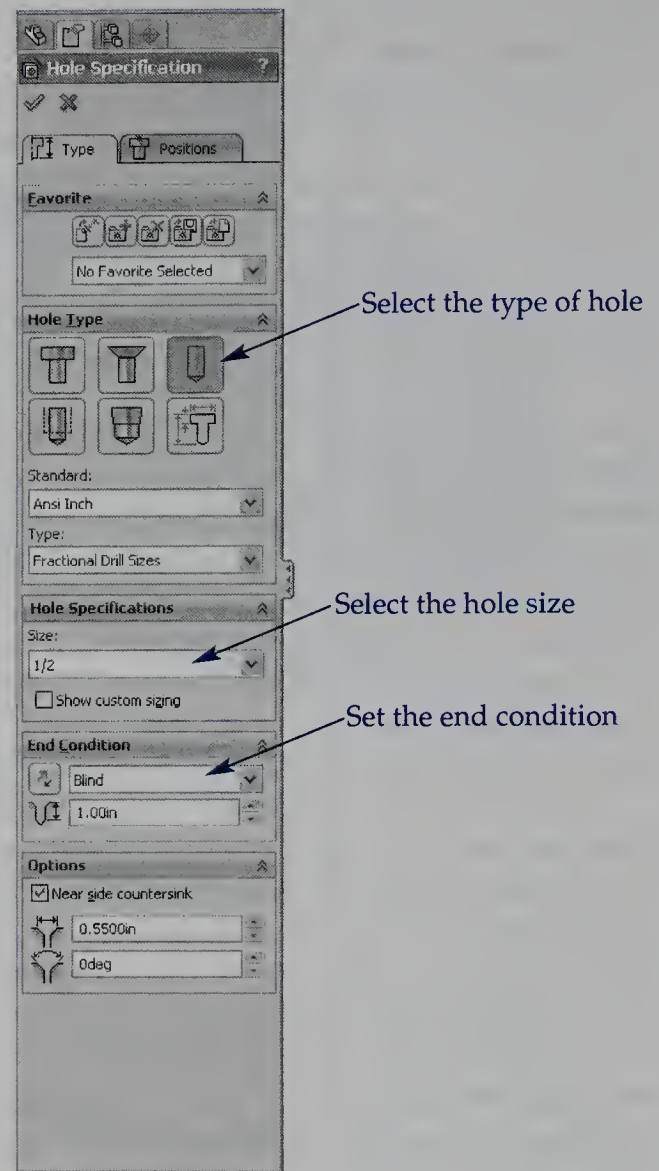 Hole Specification ?
Type Positions
Favorite
No Favorite Selected
Select the type of hole
Hole Type
Standard:
Ansi Inch
Type:
Fractional Drill Sizes
Select the hole size
Hole Specifications
Size:
1/2
Show custom sizing
Set the end condition
End Condition
Blind
1.00in
Options
Near side countersink
0.5500in
0deg